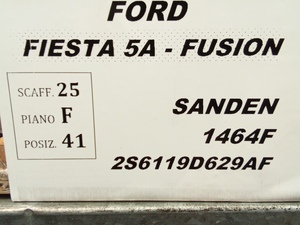 FORD
FIESTA 5A - FUSION
SCAFF. 25
PIANO F
POSIZ. 41
SANDEN
1464F
2S6119D629AF